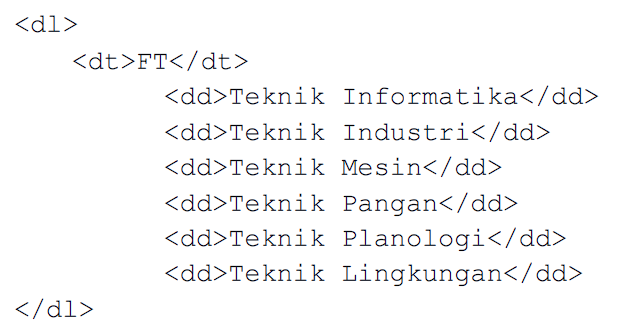 <dl>
<dt>FT</dt>
<dd>Teknik Informatika</dd>
<dd>Teknik Industri</dd>
<dd>Teknik Mesin</dd>
<dd>Teknik Pangan</dd>
<dd>Teknik Planologi</dd>
<dd>Teknik Lingkungan</dd>
</dl>